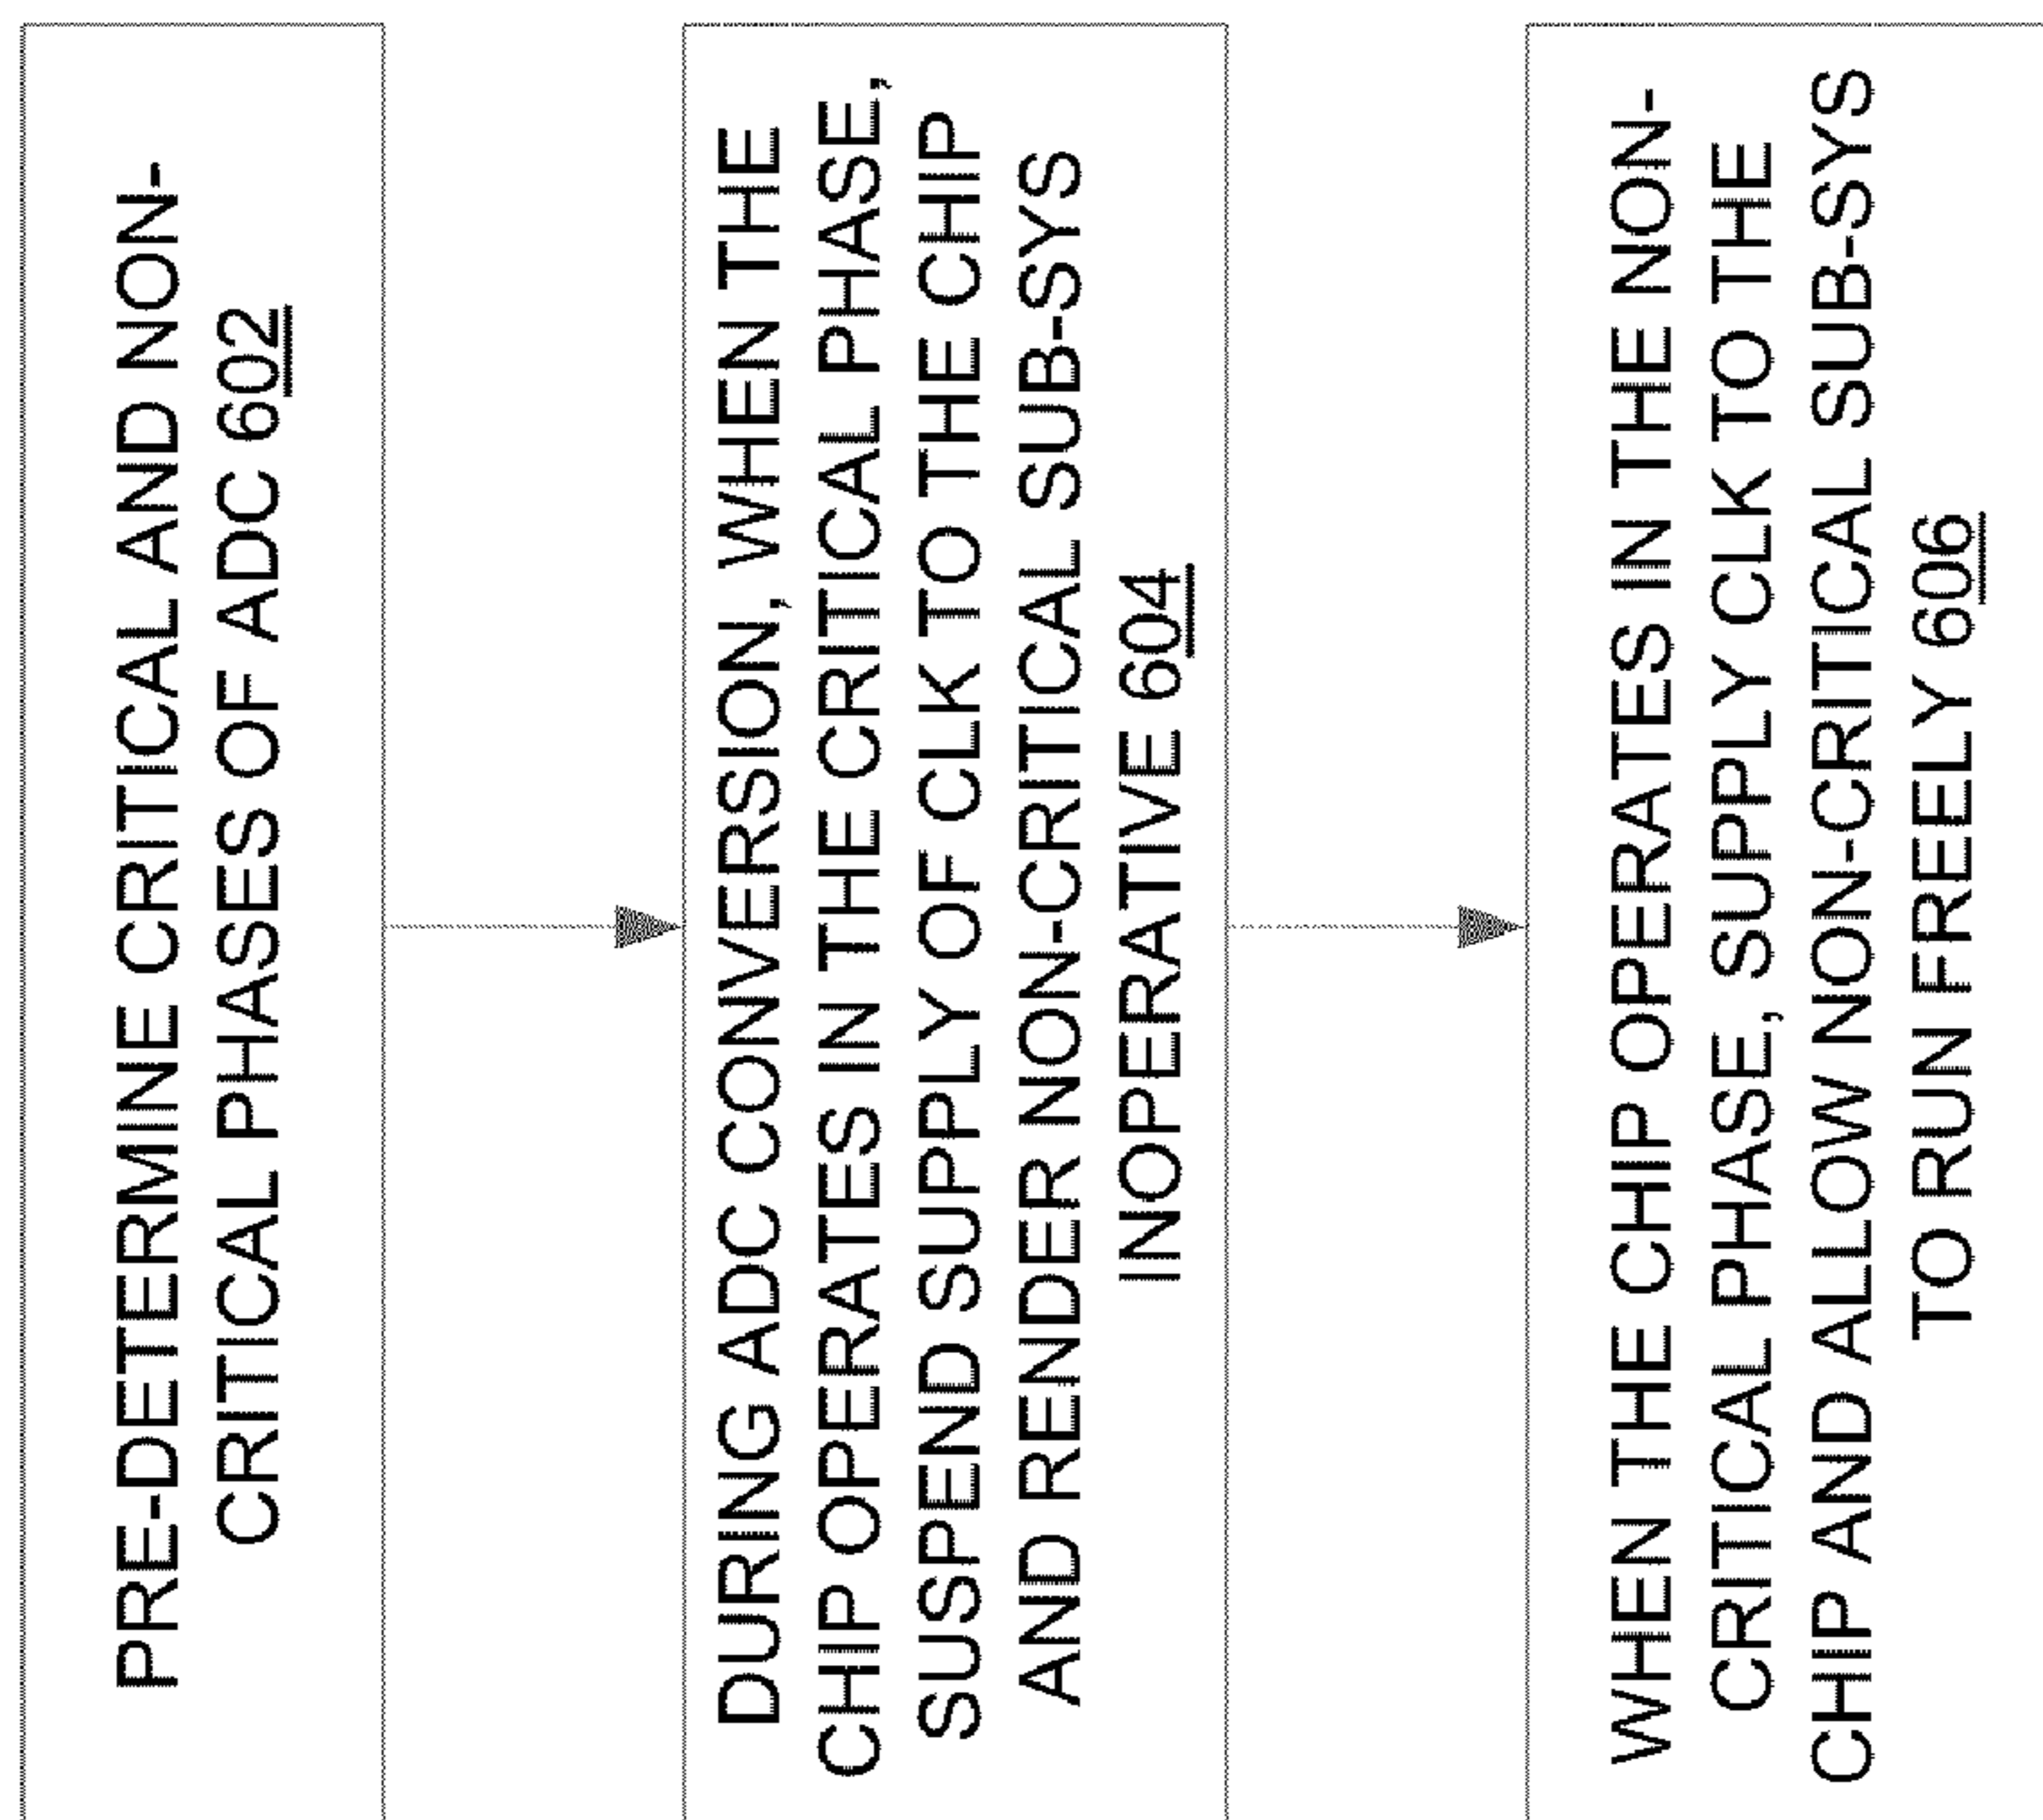 PRE-DETERMINE CRITICAL AND NON-
CRITICAL PHASES OF ADC 602
DURING ADC CONVERSION, WHEN THE
CHIP OPERATES IN THE CRITICAL PHASE,
SUSPEND SUPPLY OF CLK TO THE CHIP
AND RENDER NON-CRITICAL SUB-SYS
INOPERATIVE 604
WHEN THE CHIP OPERATES IN THE NON-
CRITICAL PHASE, SUPPLY CLK TO THE
CHIP AND ALLOW NON-CRITICAL SUB-SYS
TO RUN FREELY 606